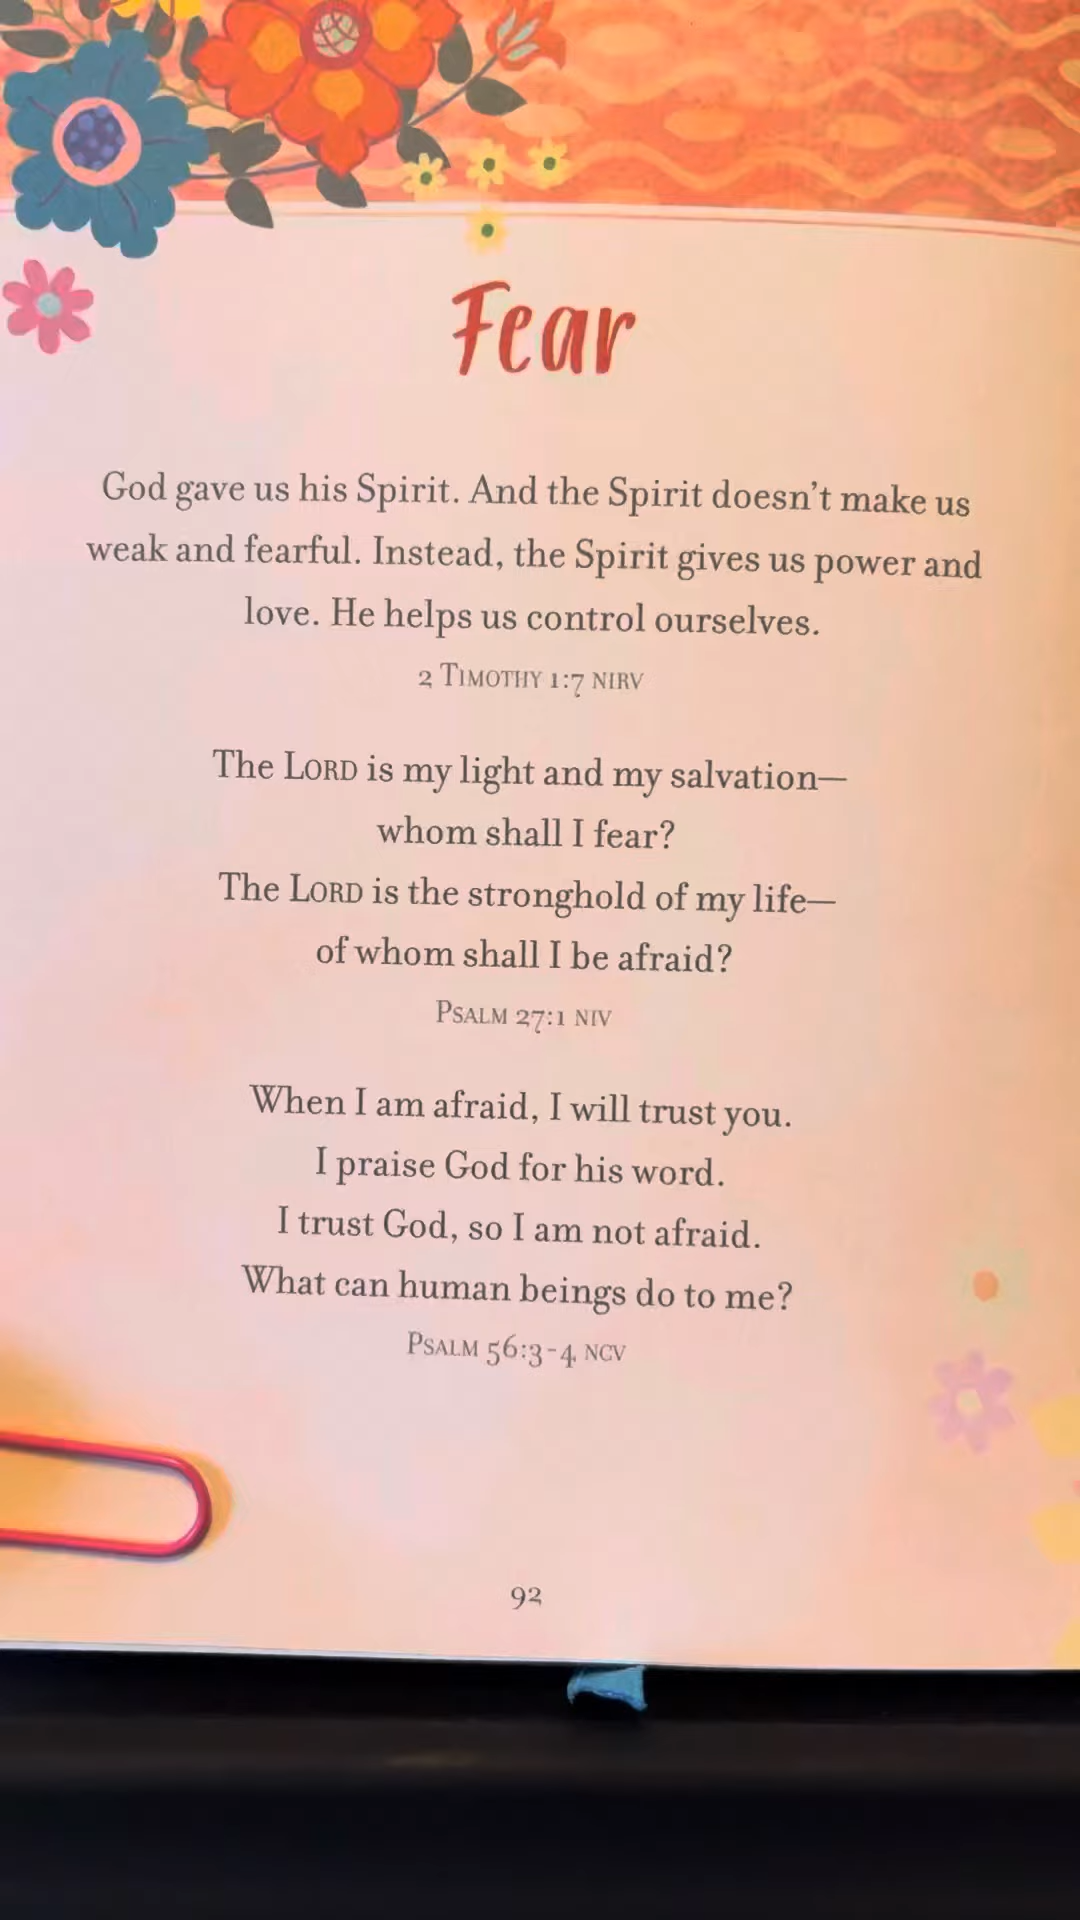 Fear
God gave us his Spirit. And the Spirit doesn't make us
weak and fearful. Instead, the Spirit gives us power and
love. He helps us control ourselves.
2 TIMOTHY 1:7 NIRV
The LORD is my light and my salvation—
whom shall I fear?
The LORD is the stronghold of my life—
of whom shall I be afraid?
PSALM 27:1 NIV
When I am afraid, I will trust you.
I praise God for his word.
I trust God, so I am not afraid.
What can human beings do to me?
PSALM 56:3-4 NCV
92